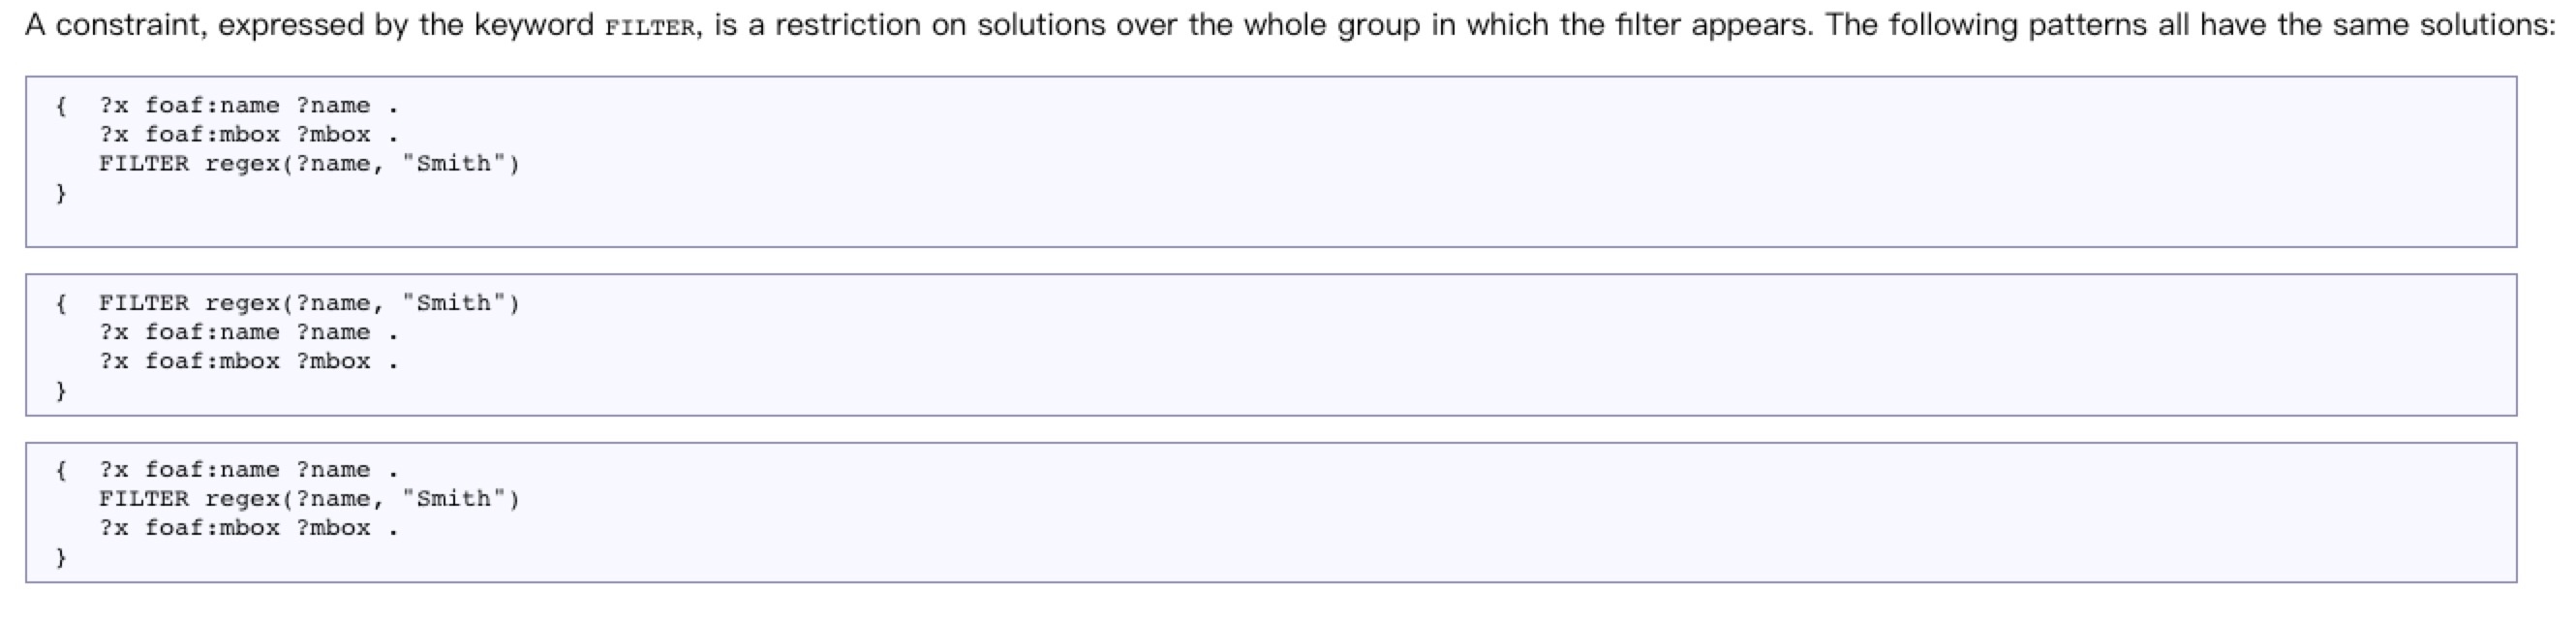 A constraint, expressed by the keyword FILTER, is a restriction on solutions over the whole group in which the filter appears. The following patterns all have the same solutions:
{  ?x foaf:name ?name .
   ?x foaf:mbox ?mbox .
   FILTER regex(?name, "Smith")
}
{  FILTER regex(?name, "Smith")
   ?x foaf:name ?name .
   ?x foaf:mbox ?mbox .
}
{  ?x foaf:name ?name .
   FILTER regex(?name, "Smith")
   ?x foaf:mbox ?mbox .
}